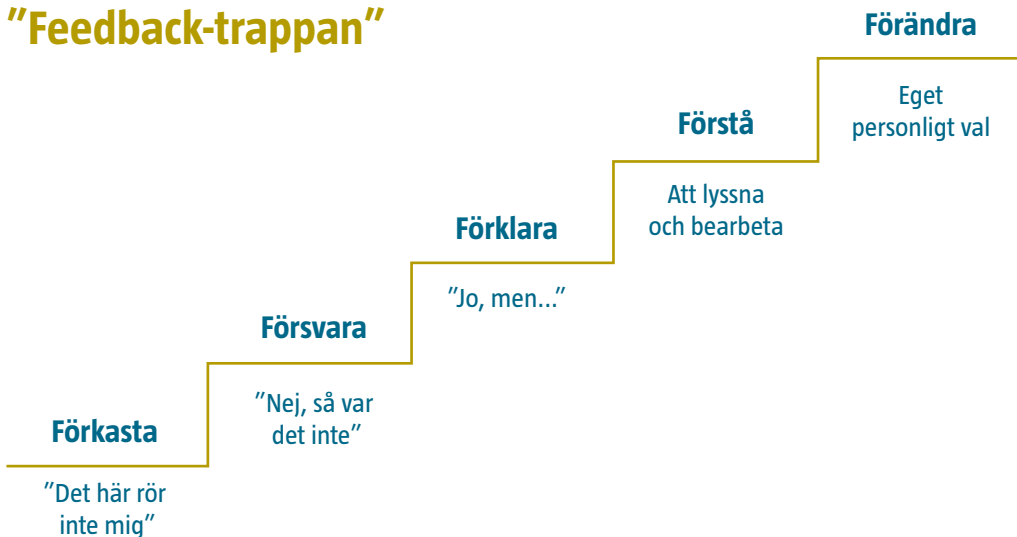 ”Feedback-trappan”
Förkasta
”Det här rör
inte mig”
Försvara
”Nej, så var
det inte”
Förklara
”Jo, men...”
Förstå
Att lyssna
och bearbeta
Förändra
Eget
personligt val